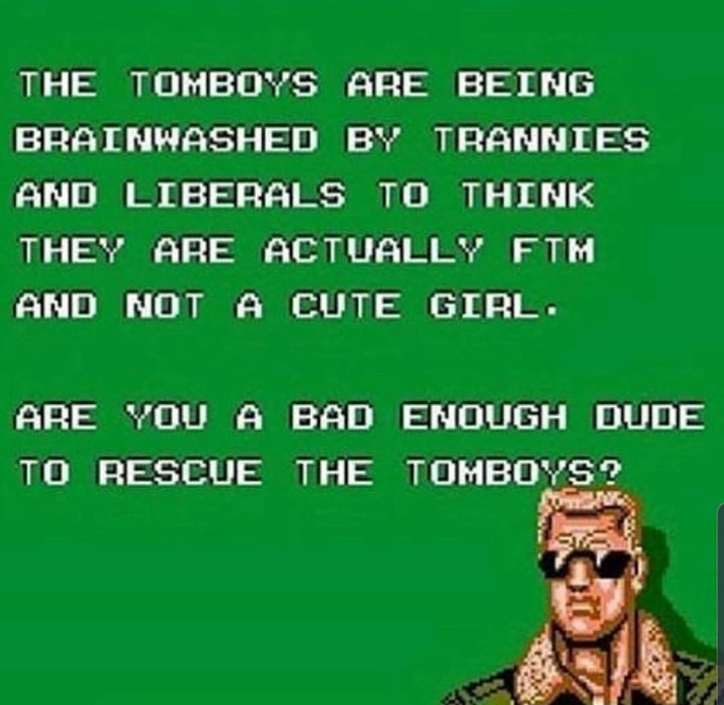 THE TOMBOYS ARE BEING
BRAINWASHED BY TRANNIES
AND LIBERALS TO THINK
THEY ARE ACTUALLY FTM
AND NOT A CUTE GIRL.
ARE YOU A BAD ENOUGH DUDE
TO RESCUE THE TOMBOYS?